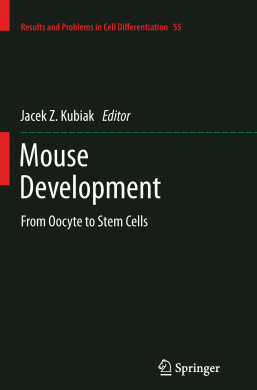 Results and Problems in Cell Differentiation 55
Jacek Z. Kubiak Editor
Mouse
Development
From Oocyte to Stem Cells
Springer